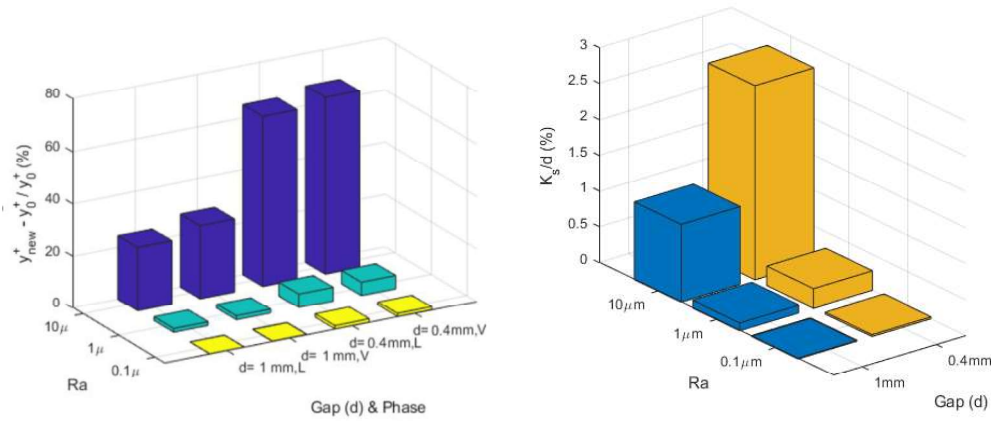 y⁺new - y⁺0 / y⁺0 (%)
80
60
40
20
0
10μ
1μ
0.1μ
Ra
d= 1 mm,L
d= 1 mm,V
d= 0.4mm,L
d= 0.4mm,V
Gap (d) & Phase
Ks/d (%)
3
2.5
2
1.5
1
0.5
0
10μm
1μm
0.1μm
Ra
1mm
0.4mm
Gap (d)